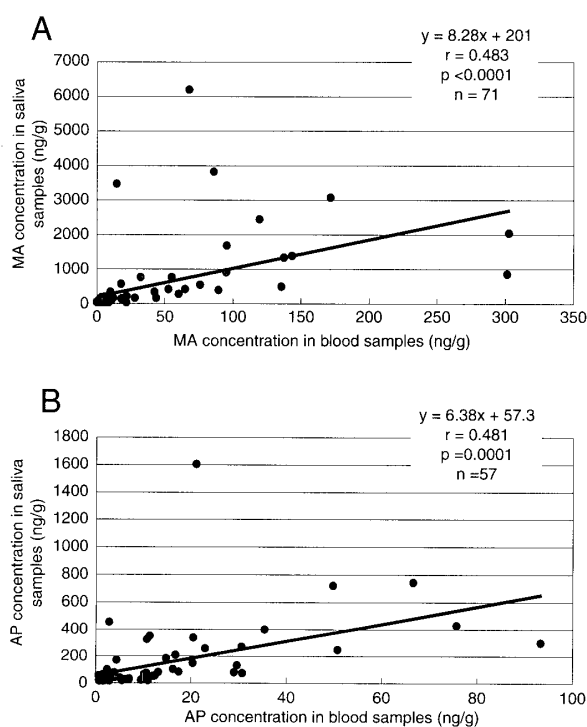 A
y = 8.28x + 201
r = 0.483
p <0.0001
n = 71
MA concentration in saliva
samples (ng/g)
7000
6000
5000
4000
3000
2000
1000
0
0 50 100 150 200 250 300 350
MA concentration in blood samples (ng/g)
B
y = 6.38x + 57.3
r = 0.481
p =0.0001
n =57
AP concentration in saliva
samples (ng/g)
1800
1600
1400
1200
1000
800
600
400
200
0
0 20 40 60 80 100
AP concentration in blood samples (ng/g)